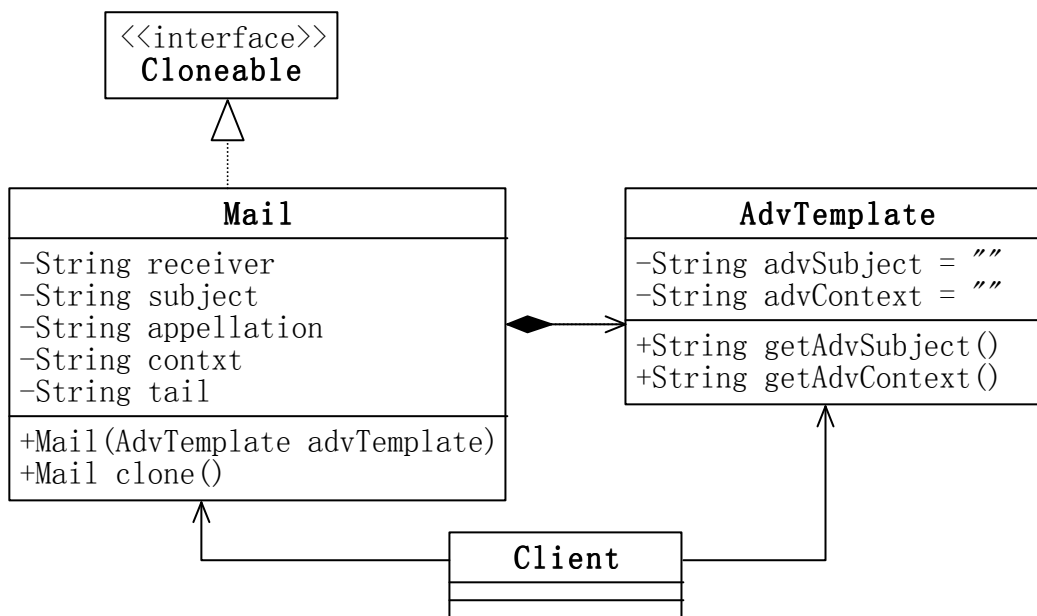 <<interface>>
Cloneable
Mail
-String receiver
-String subject
-String appellation
-String contxt
-String tail
+Mail(AdvTemplate advTemplate)
+Mail clone()
AdvTemplate
-String advSubject = ""
-String advContext = ""
+String getAdvSubject()
+String getAdvContext()
Client